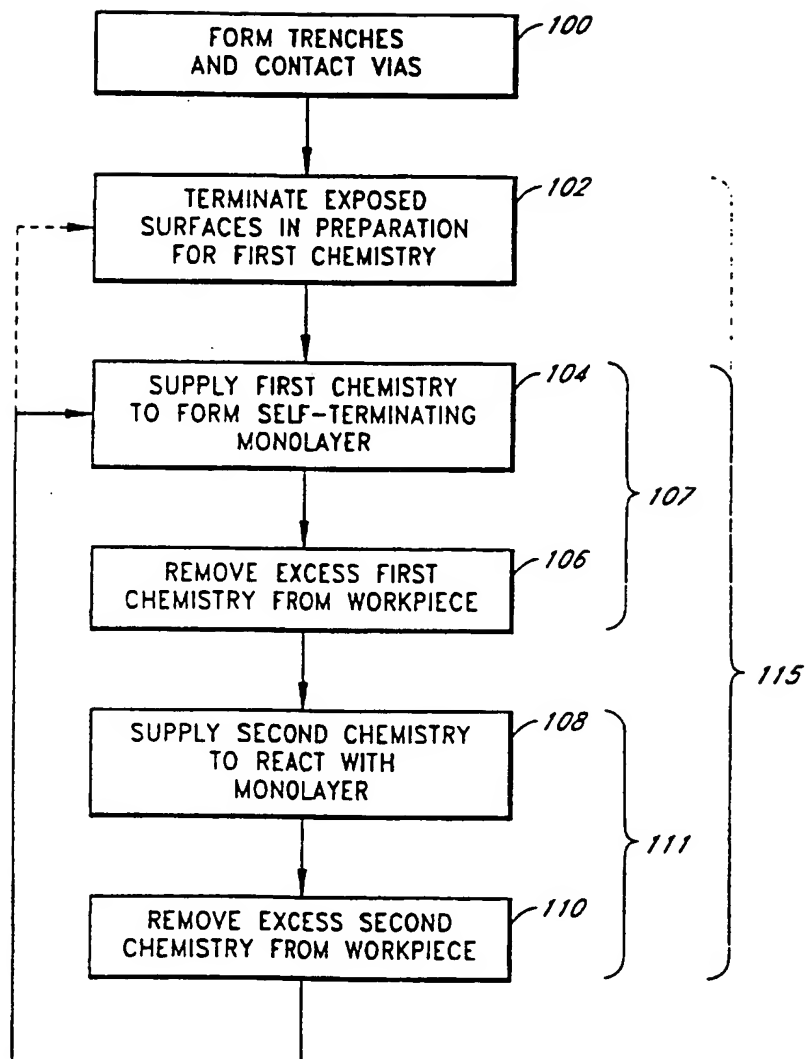 FORM TRENCHES
AND CONTACT VIAS
100
TERMINATE EXPOSED
SURFACES IN PREPARATION
FOR FIRST CHEMISTRY
102
SUPPLY FIRST CHEMISTRY
TO FORM SELF-TERMINATING
MONOLAYER
104
107
REMOVE EXCESS FIRST
CHEMISTRY FROM WORKPIECE
106
115
SUPPLY SECOND CHEMISTRY
TO REACT WITH
MONOLAYER
108
111
REMOVE EXCESS SECOND
CHEMISTRY FROM WORKPIECE
110